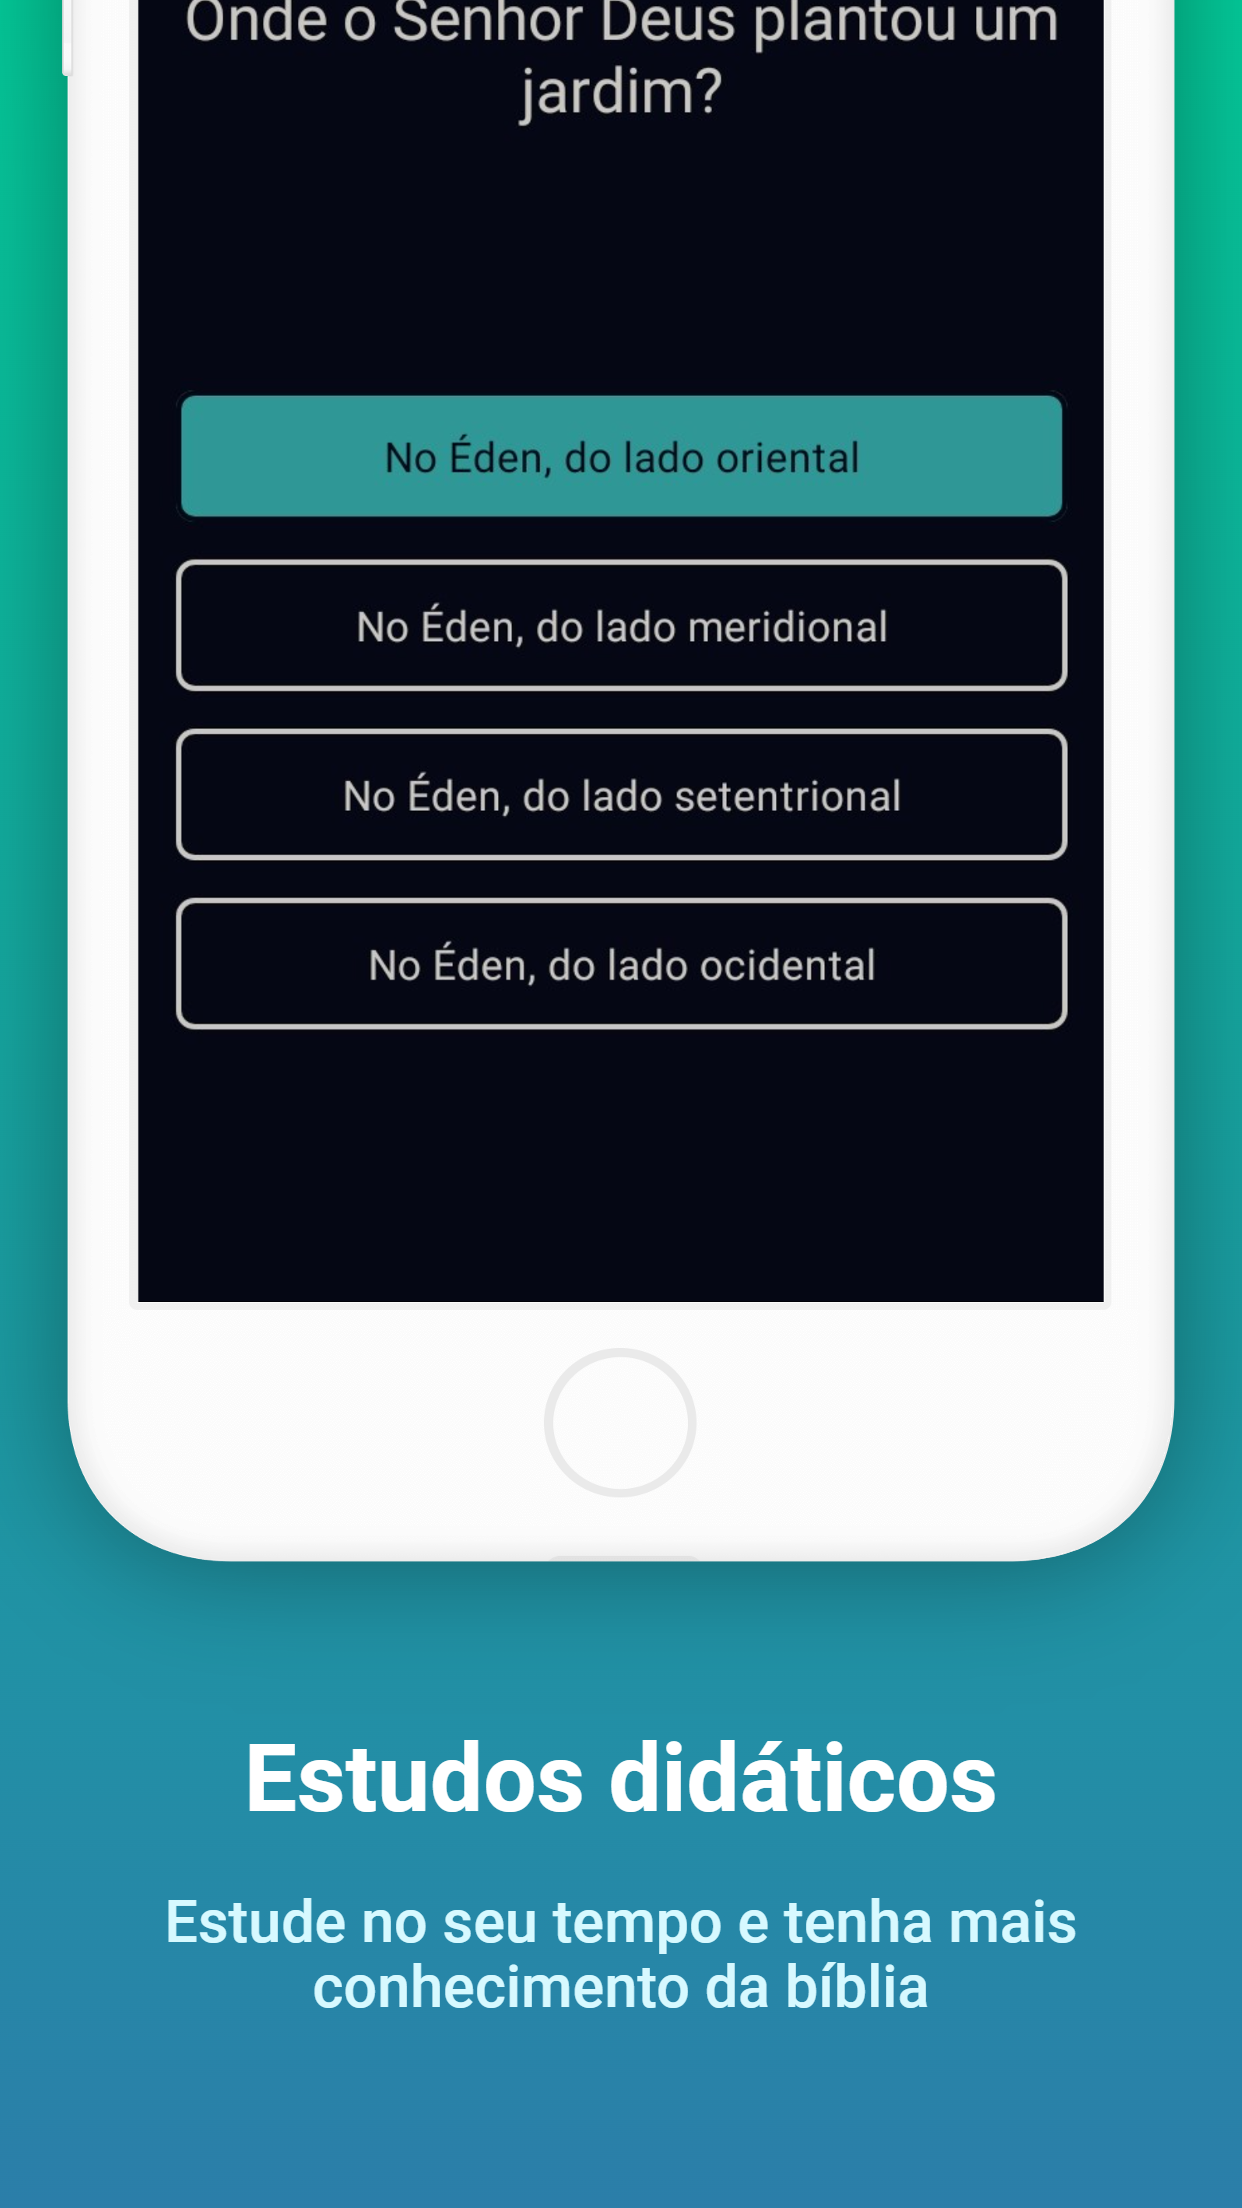 Onde o Senhor Deus plantou um
jardim?
No Éden, do lado oriental
No Éden, do lado meridional
No Éden, do lado setentrional
No Éden, do lado ocidental
Estudos didáticos
Estude no seu tempo e tenha mais
conhecimento da bíblia